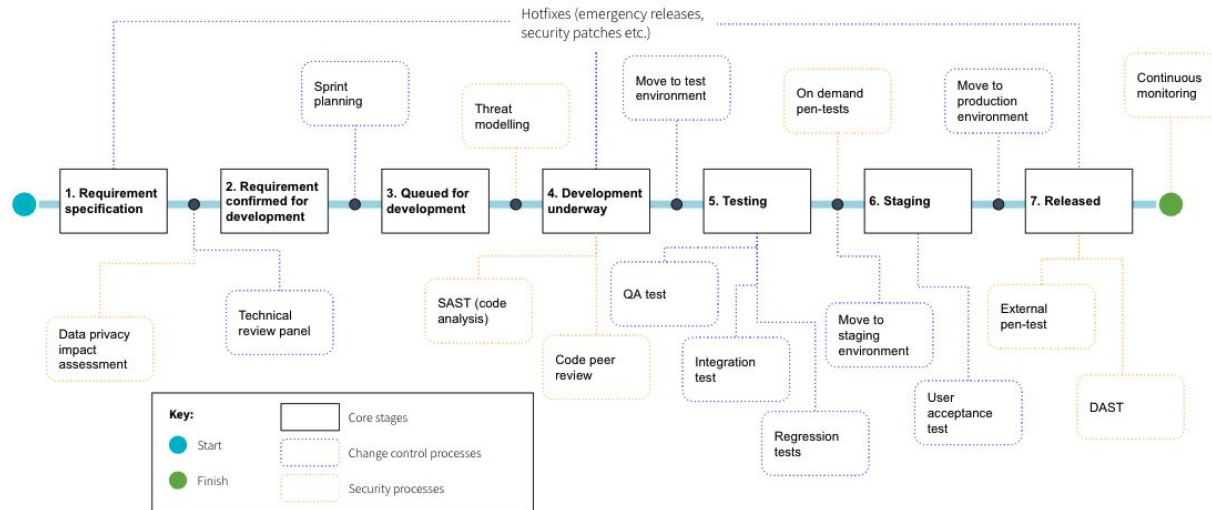 Hotfixes (emergency releases,
security patches etc.)
Sprint
planning
Threat
modelling
Move to test
environment
On demand
pen-tests
Move to
production
environment
Continuous
monitoring
1. Requirement
specification
2. Requirement
confirmed for
development
3. Queued for
development
4. Development
underway
5. Testing
6. Staging
7. Released
Data privacy
impact
assessment
Technical
review panel
SAST (code
analysis)
Code peer
review
QA test
Integration
test
Regression
tests
Move to
staging
environment
User
acceptance
test
External
pen-test
DAST
Key:
Start
Finish
Core stages
Change control processes
Security processes